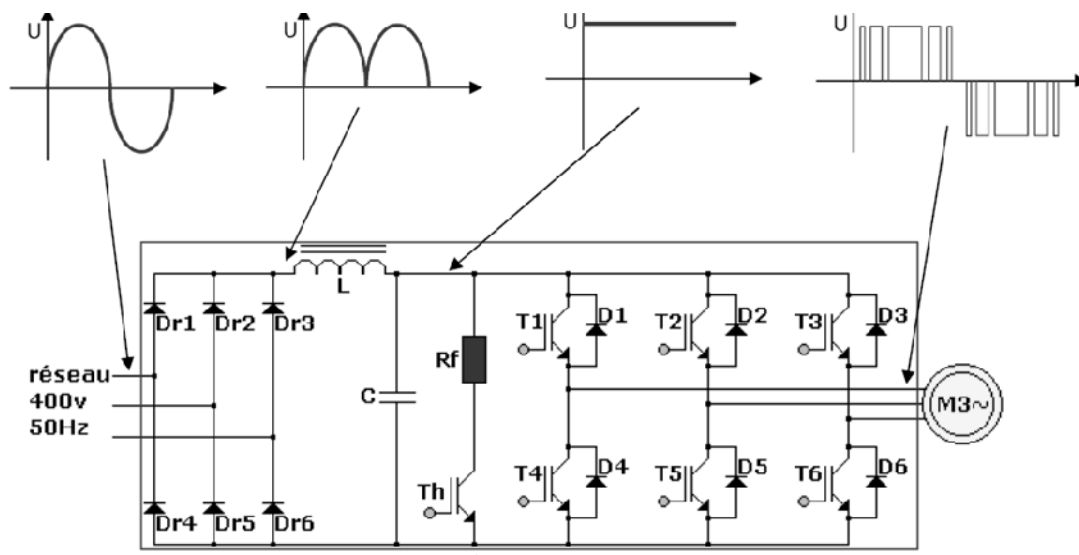 U
U
U
U
L
Dr1
Dr2
Dr3
T1
D1
T2
D2
T3
D3
Rf
réseau
400v
50Hz
C
M3~
Th
T4
D4
T5
D5
T6
D6
Dr4
Dr5
Dr6